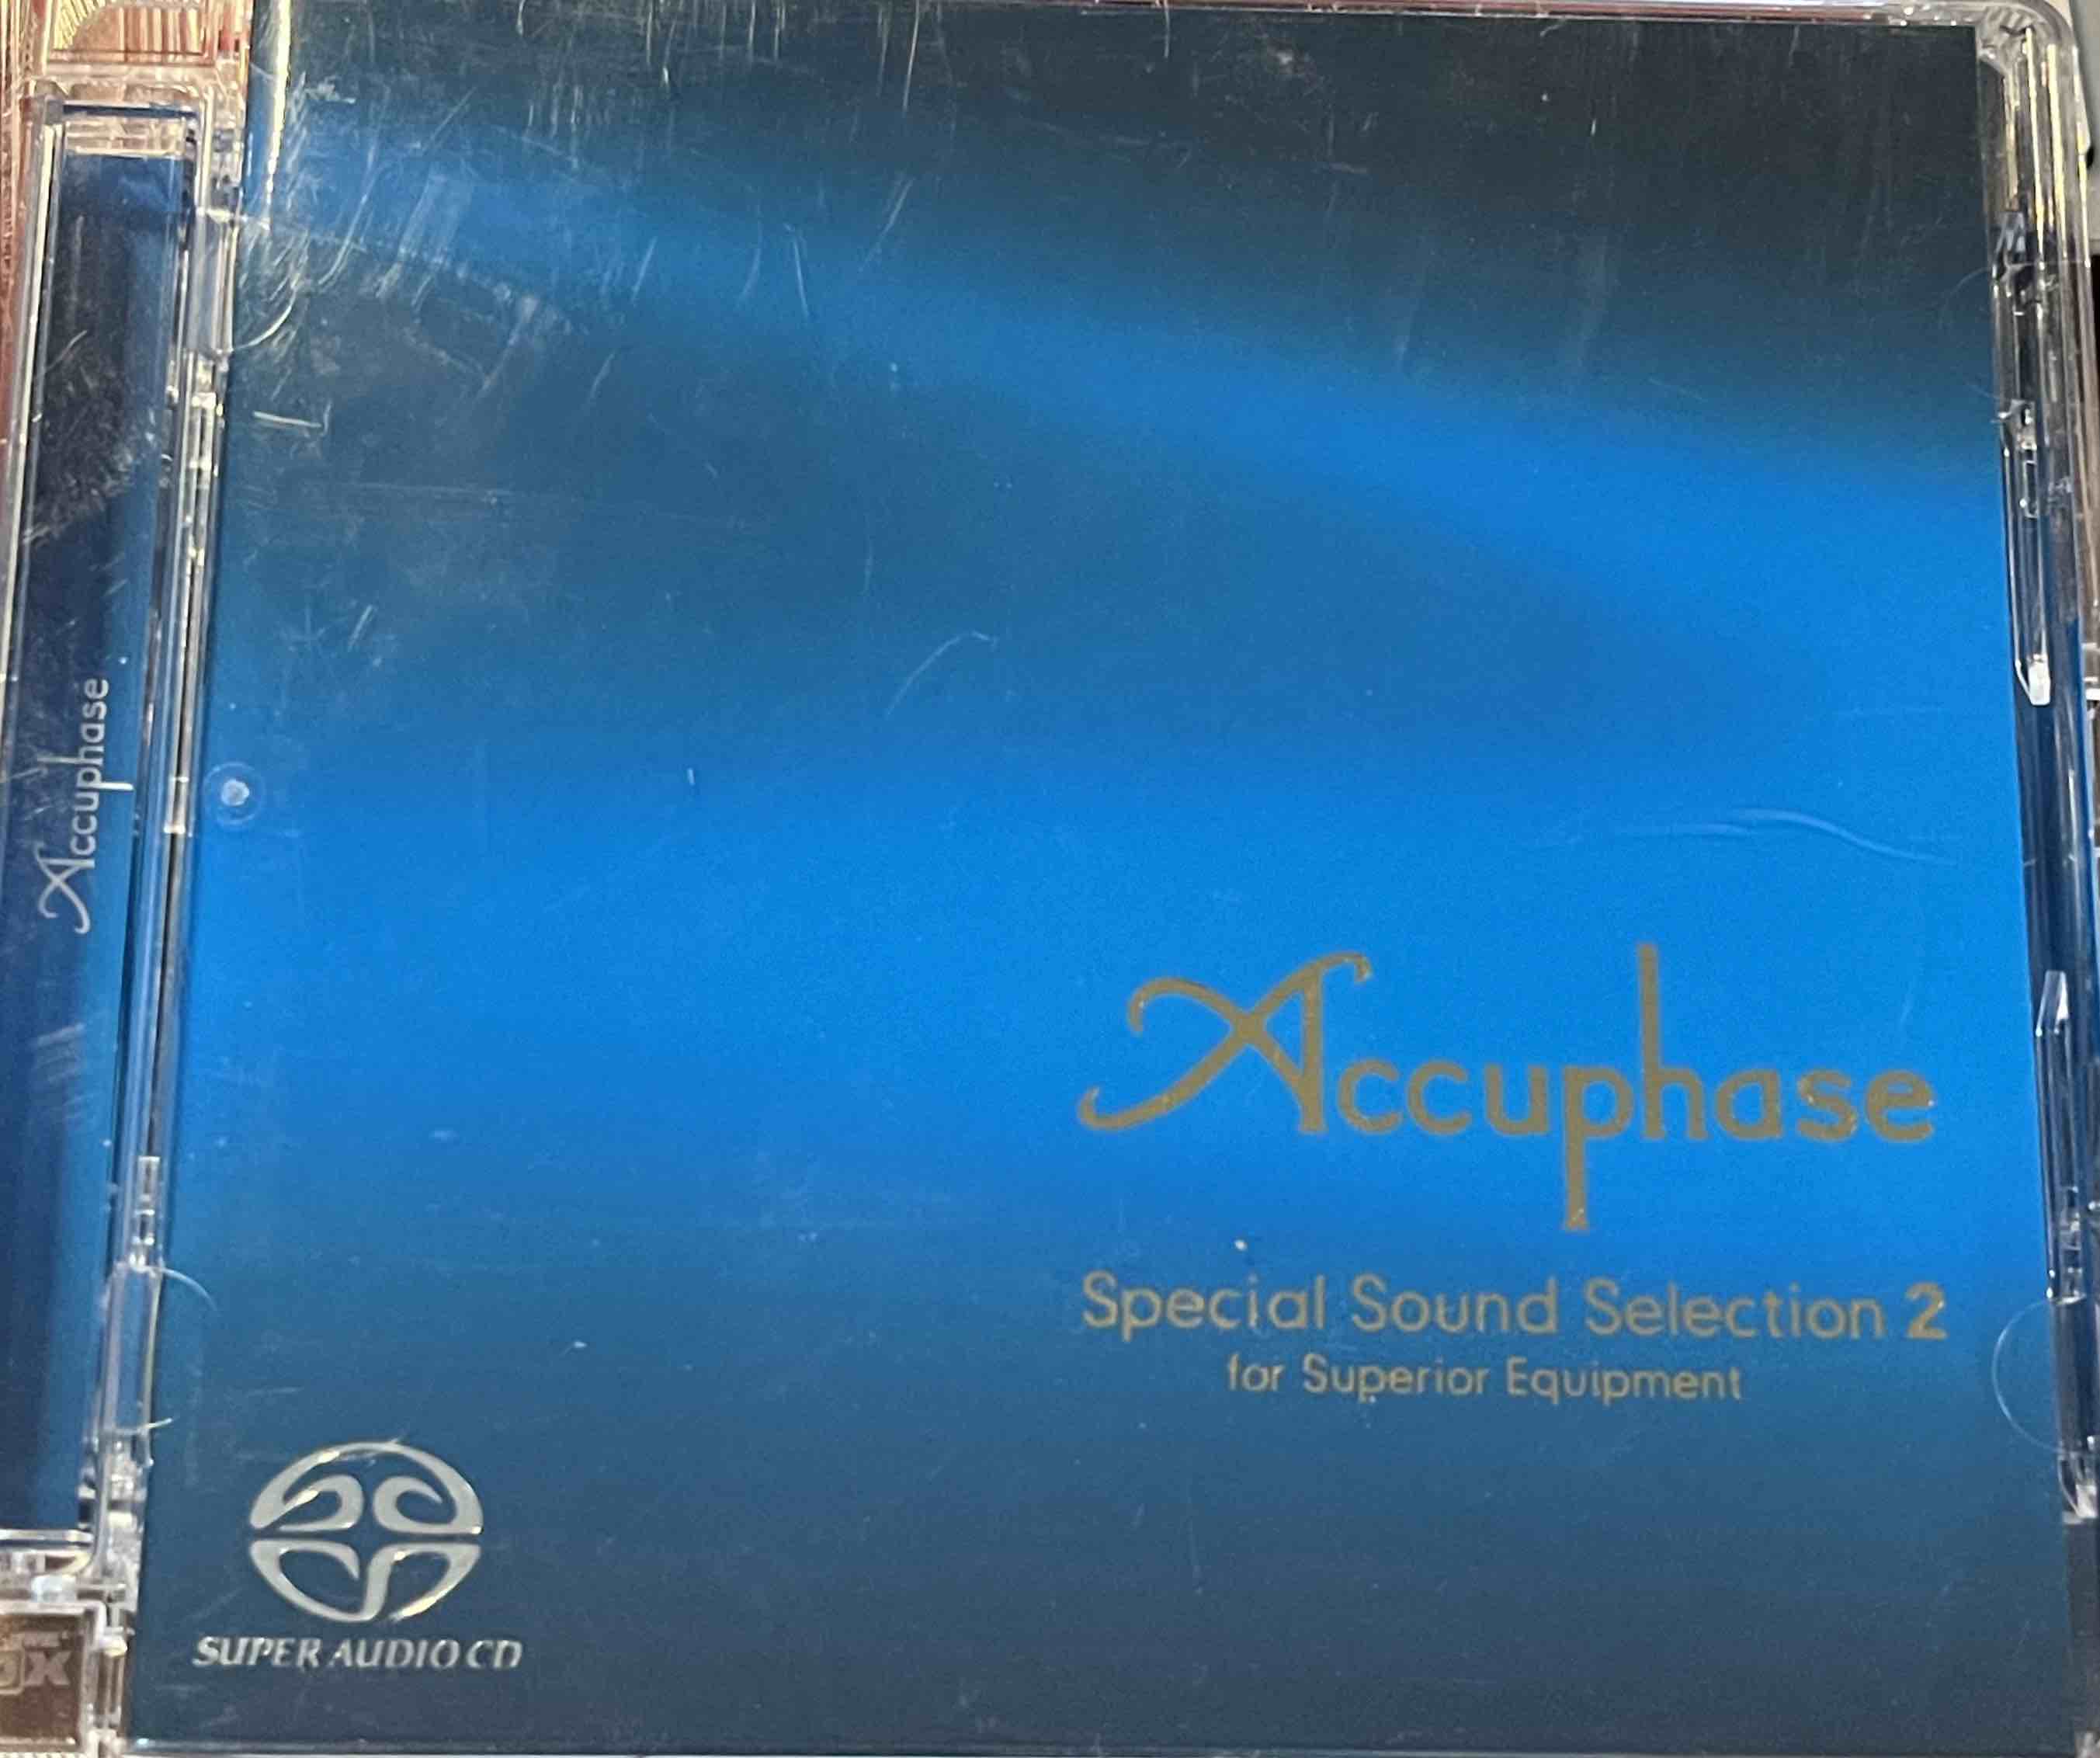 Accuphase
Accuphase
Special Sound Selection 2
for Superior Equipment
SUPER AUDIO CD